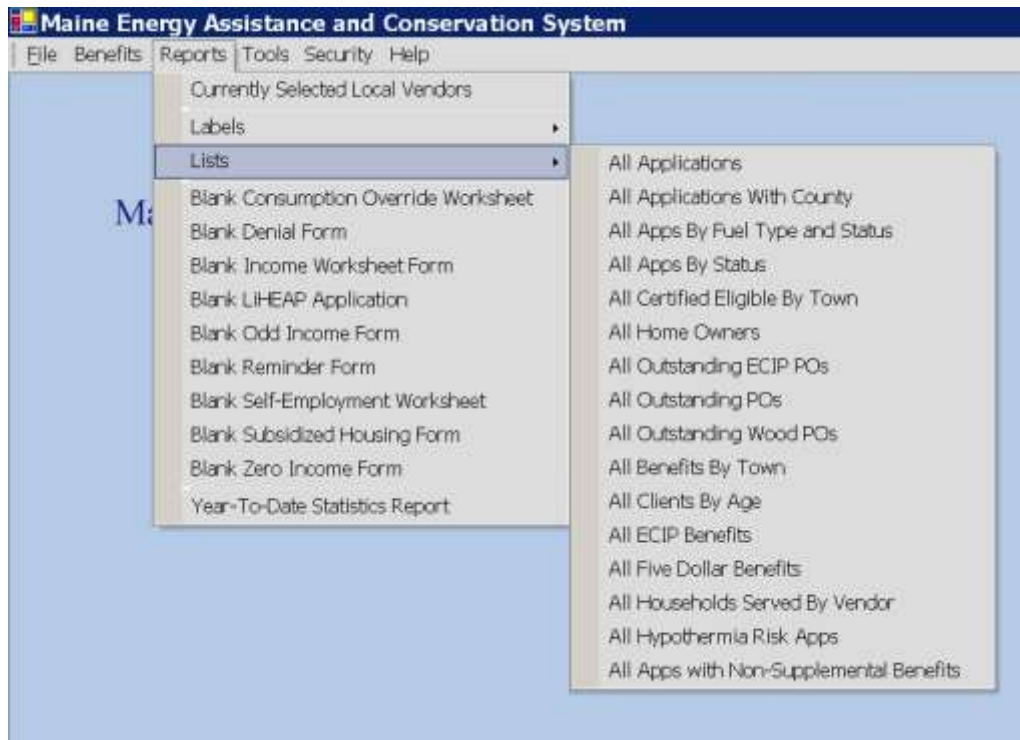 Maine Energy Assistance and Conservation System
File Benefits Reports Tools Security Help
Currently Selected Local Vendors
Labels
Lists
Blank Consumption Override Worksheet
Blank Denial Form
Blank Income Worksheet Form
Blank LiHEAP Application
Blank Odd Income Form
Blank Reminder Form
Blank Self-Employment Worksheet
Blank Subsidized Housing Form
Blank Zero Income Form
Year-To-Date Statistics Report
All Applications
All Applications With County
All Apps By Fuel Type and Status
All Apps By Status
All Certified Eligible By Town
All Home Owners
All Outstanding ECIP POs
All Outstanding POs
All Outstanding Wood POs
All Benefits By Town
All Clients By Age
All ECIP Benefits
All Five Dollar Benefits
All Households Served By Vendor
All Hypothermia Risk Apps
All Apps with Non-Supplemental Benefits